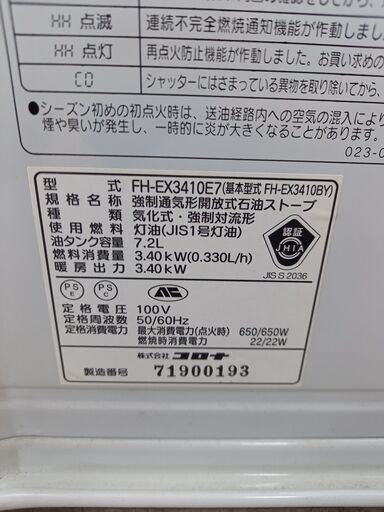 HH 点滅
連続不完全燃焼通知機能が作動しまし
HH 点灯
再点火防止機能が作動しました。お買い求めの
CO
シャッターにはさまっている異物を取り除いてから、
●シーズン初めの初点火時は、送油経路内への空気の混入により
煙や臭いが発生し、一時的に炎が大きくなることがあります。
023-0
型 式 FH-EX3410E7(基本型式 FH-EX3410BY)
規格名称 強制通気形開放式石油ストーブ
型式の種類 気化式・強制対流形
使用燃料 灯油(JIS1号灯油)
油タンク容量 7.2L
燃料消費量 3.40kW(0.330L/h)
暖房出力 3.40kW
認証
JHIA
JIS S 2036
PS E
PS C
定格電圧 100V
定格周波数 50/60Hz
定格消費電力 最大消費電力(点火時) 650/650W
燃焼時消費電力 22/22W
株式会社 コロナ
製造番号 71900193